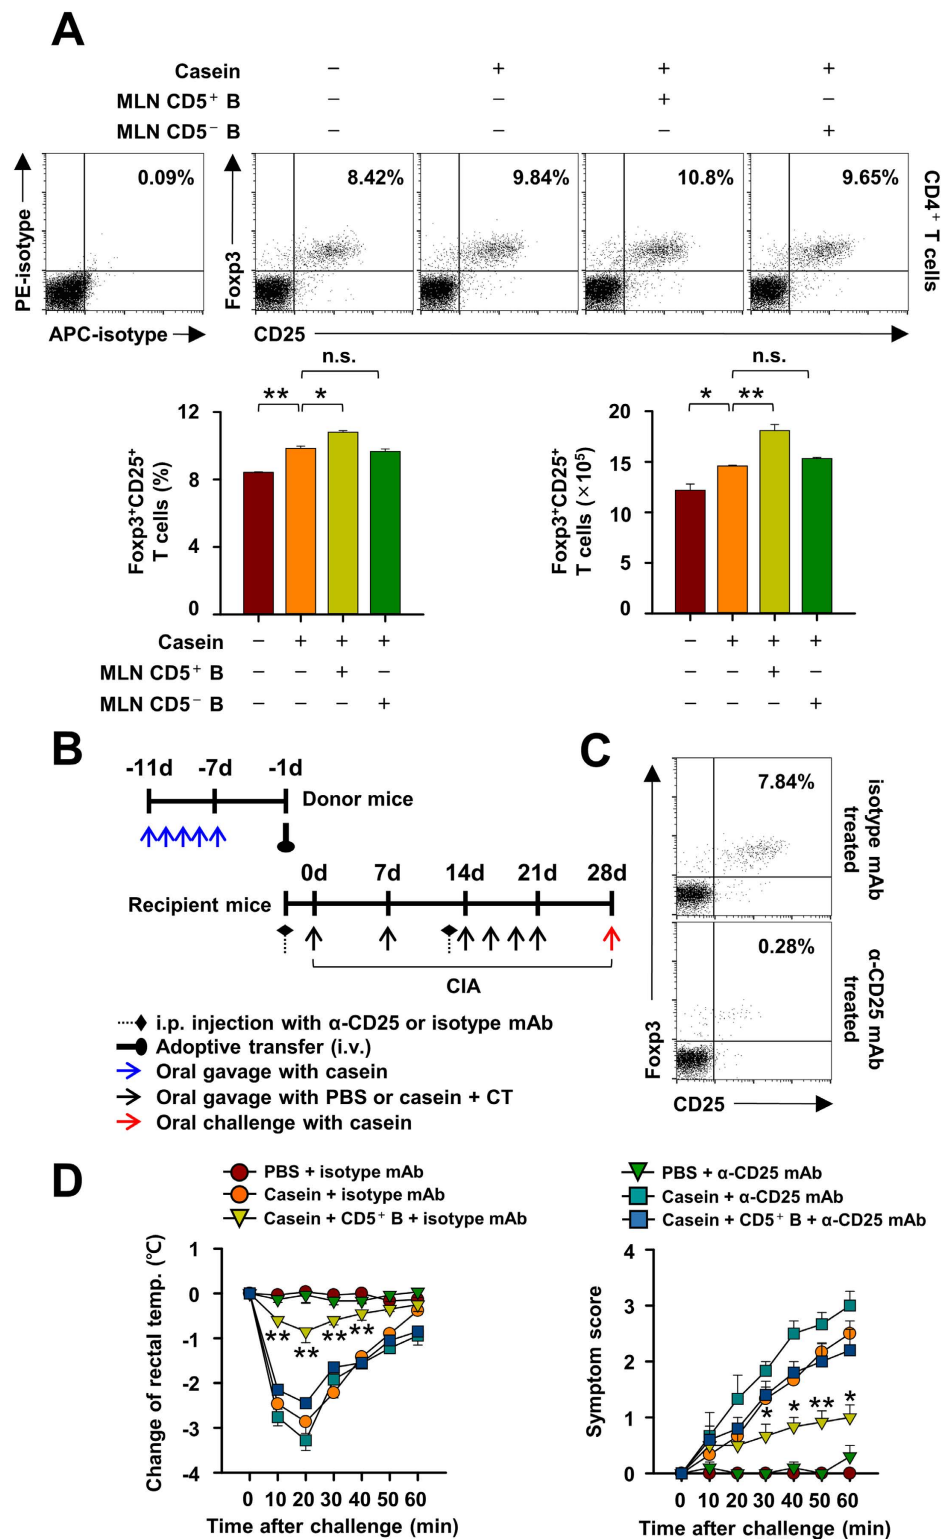 A
Casein − + + +
MLN CD5⁺ B − − + −
MLN CD5⁻ B − − − +
PE-isotype
0.09%
APC-isotype
Foxp3
8.42%
9.84%
10.8%
9.65%
CD4⁺ T cells
CD25
n.s.
** *
Foxp3⁺CD25⁺
T cells (%)
12
8
4
0
Casein − + + +
MLN CD5⁺ B − − + −
MLN CD5⁻ B − − − +
n.s.
* **
Foxp3⁺CD25⁺
T cells (×10⁵)
20
15
10
5
0
− + + +
− − + −
− − − +
B
-11d -7d -1d
Donor mice
0d 7d 14d 21d 28d
Recipient mice
CIA
i.p. injection with α-CD25 or isotype mAb
Adoptive transfer (i.v.)
Oral gavage with casein
Oral gavage with PBS or casein + CT
Oral challenge with casein
C
7.84%
isotype mAb
treated
0.28%
α-CD25 mAb
treated
Foxp3
CD25
D
PBS + isotype mAb
Casein + isotype mAb
Casein + CD5⁺ B + isotype mAb
PBS + α-CD25 mAb
Casein + α-CD25 mAb
Casein + CD5⁺ B + α-CD25 mAb
Change of rectal temp. (℃)
1
0
-1
-2
-3
-4
** ** ** **
0 10 20 30 40 50 60
Time after challenge (min)
Symptom score
4
3
2
1
0
* * ** *
0 10 20 30 40 50 60
Time after challenge (min)